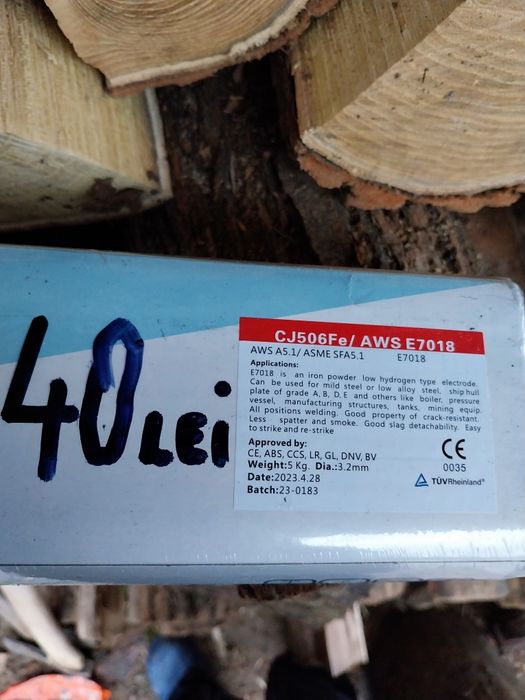 40 LEI
CJ506Fe/ AWS E7018
AWS A5.1/ ASME SFA5.1 E7018
Applications:
E7018 is an iron powder low hydrogen type electrode.
Can be used for mild steel or low alloy steel, ship hull
plate of grade A, B, D, E and others like boiler, pressure
vessel, manufacturing structures, tanks, mining equip.
All positions welding. Good property of crack-resistant.
Less spatter and smoke. Good slag detachability. Easy
to strike and re-strike
Approved by:
CE, ABS, CCS, LR, GL, DNV, BV
Weight:5 Kg. Dia.:3.2mm
Date:2023.4.28
Batch:23-0183
CE
0035
TÜVRheinland®